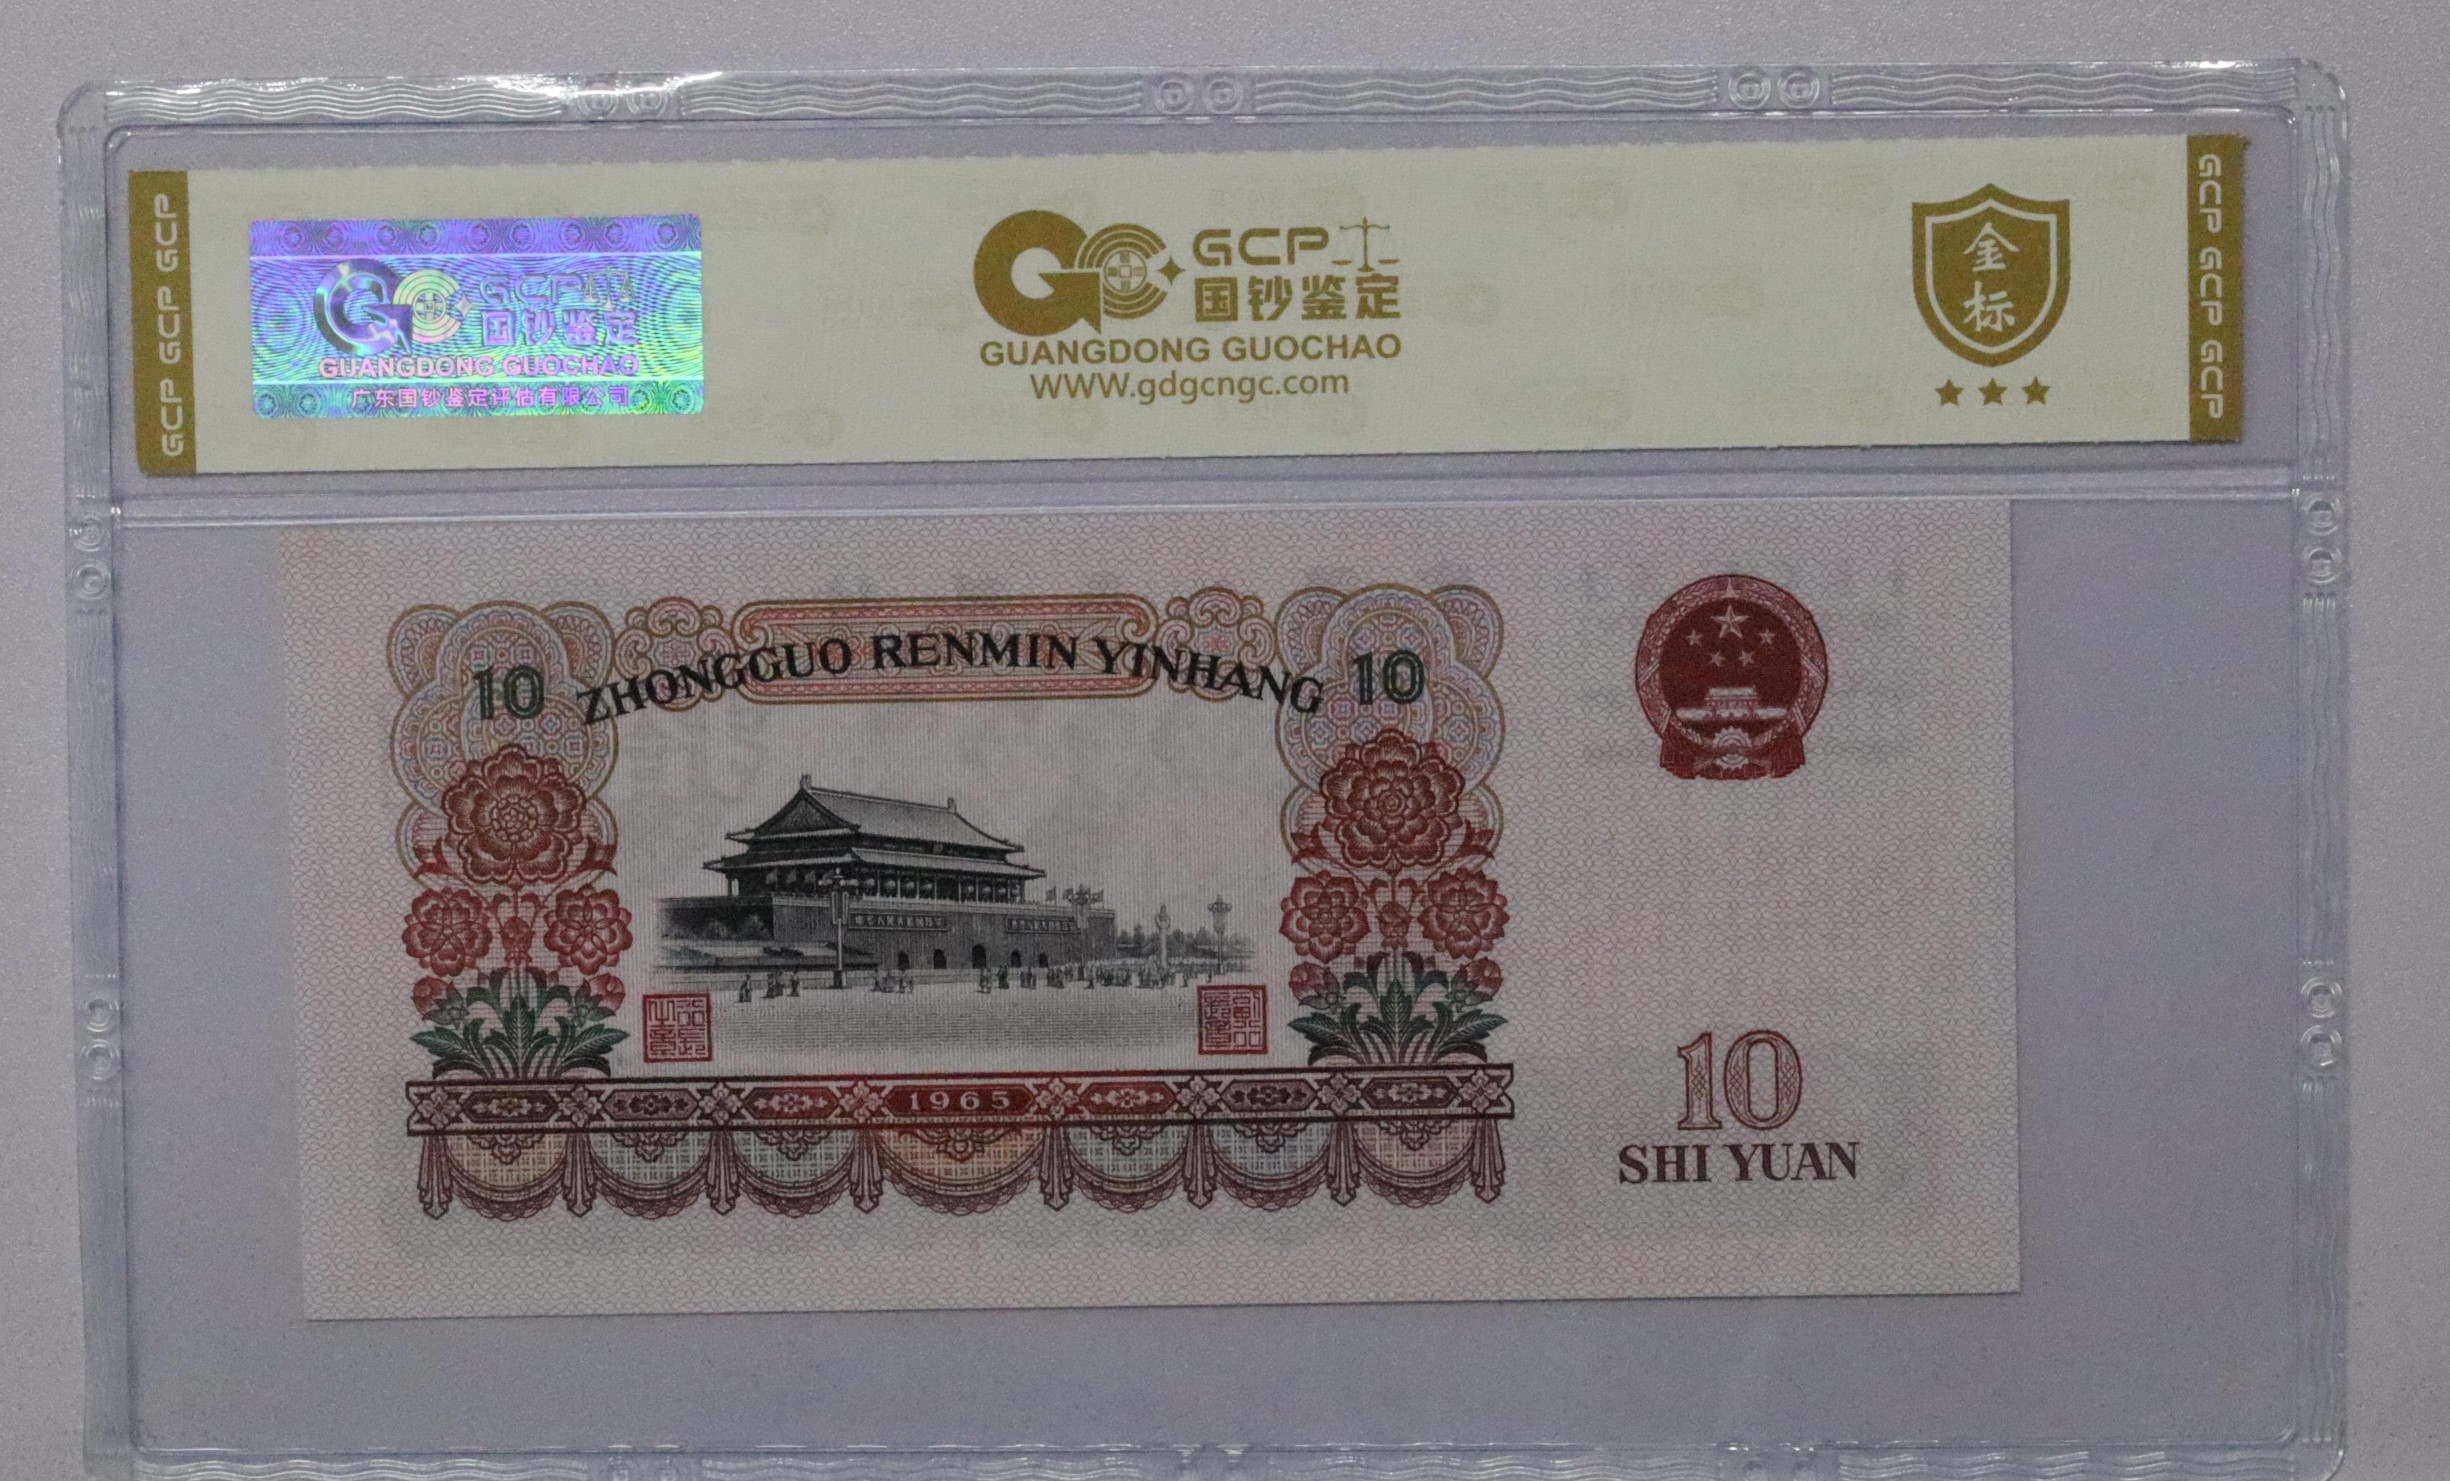 GCP GCP GCP
GCP
国钞鉴定
GUANGDONG GUOCHAO
广东国钞鉴定评估有限公司
GCP
国钞鉴定
GUANGDONG GUOCHAO
WWW.gdgcngc.com
金标
GCP GCP GCP
10 ZHONGGUO RENMIN YINHANG 10
1965
10
SHI YUAN